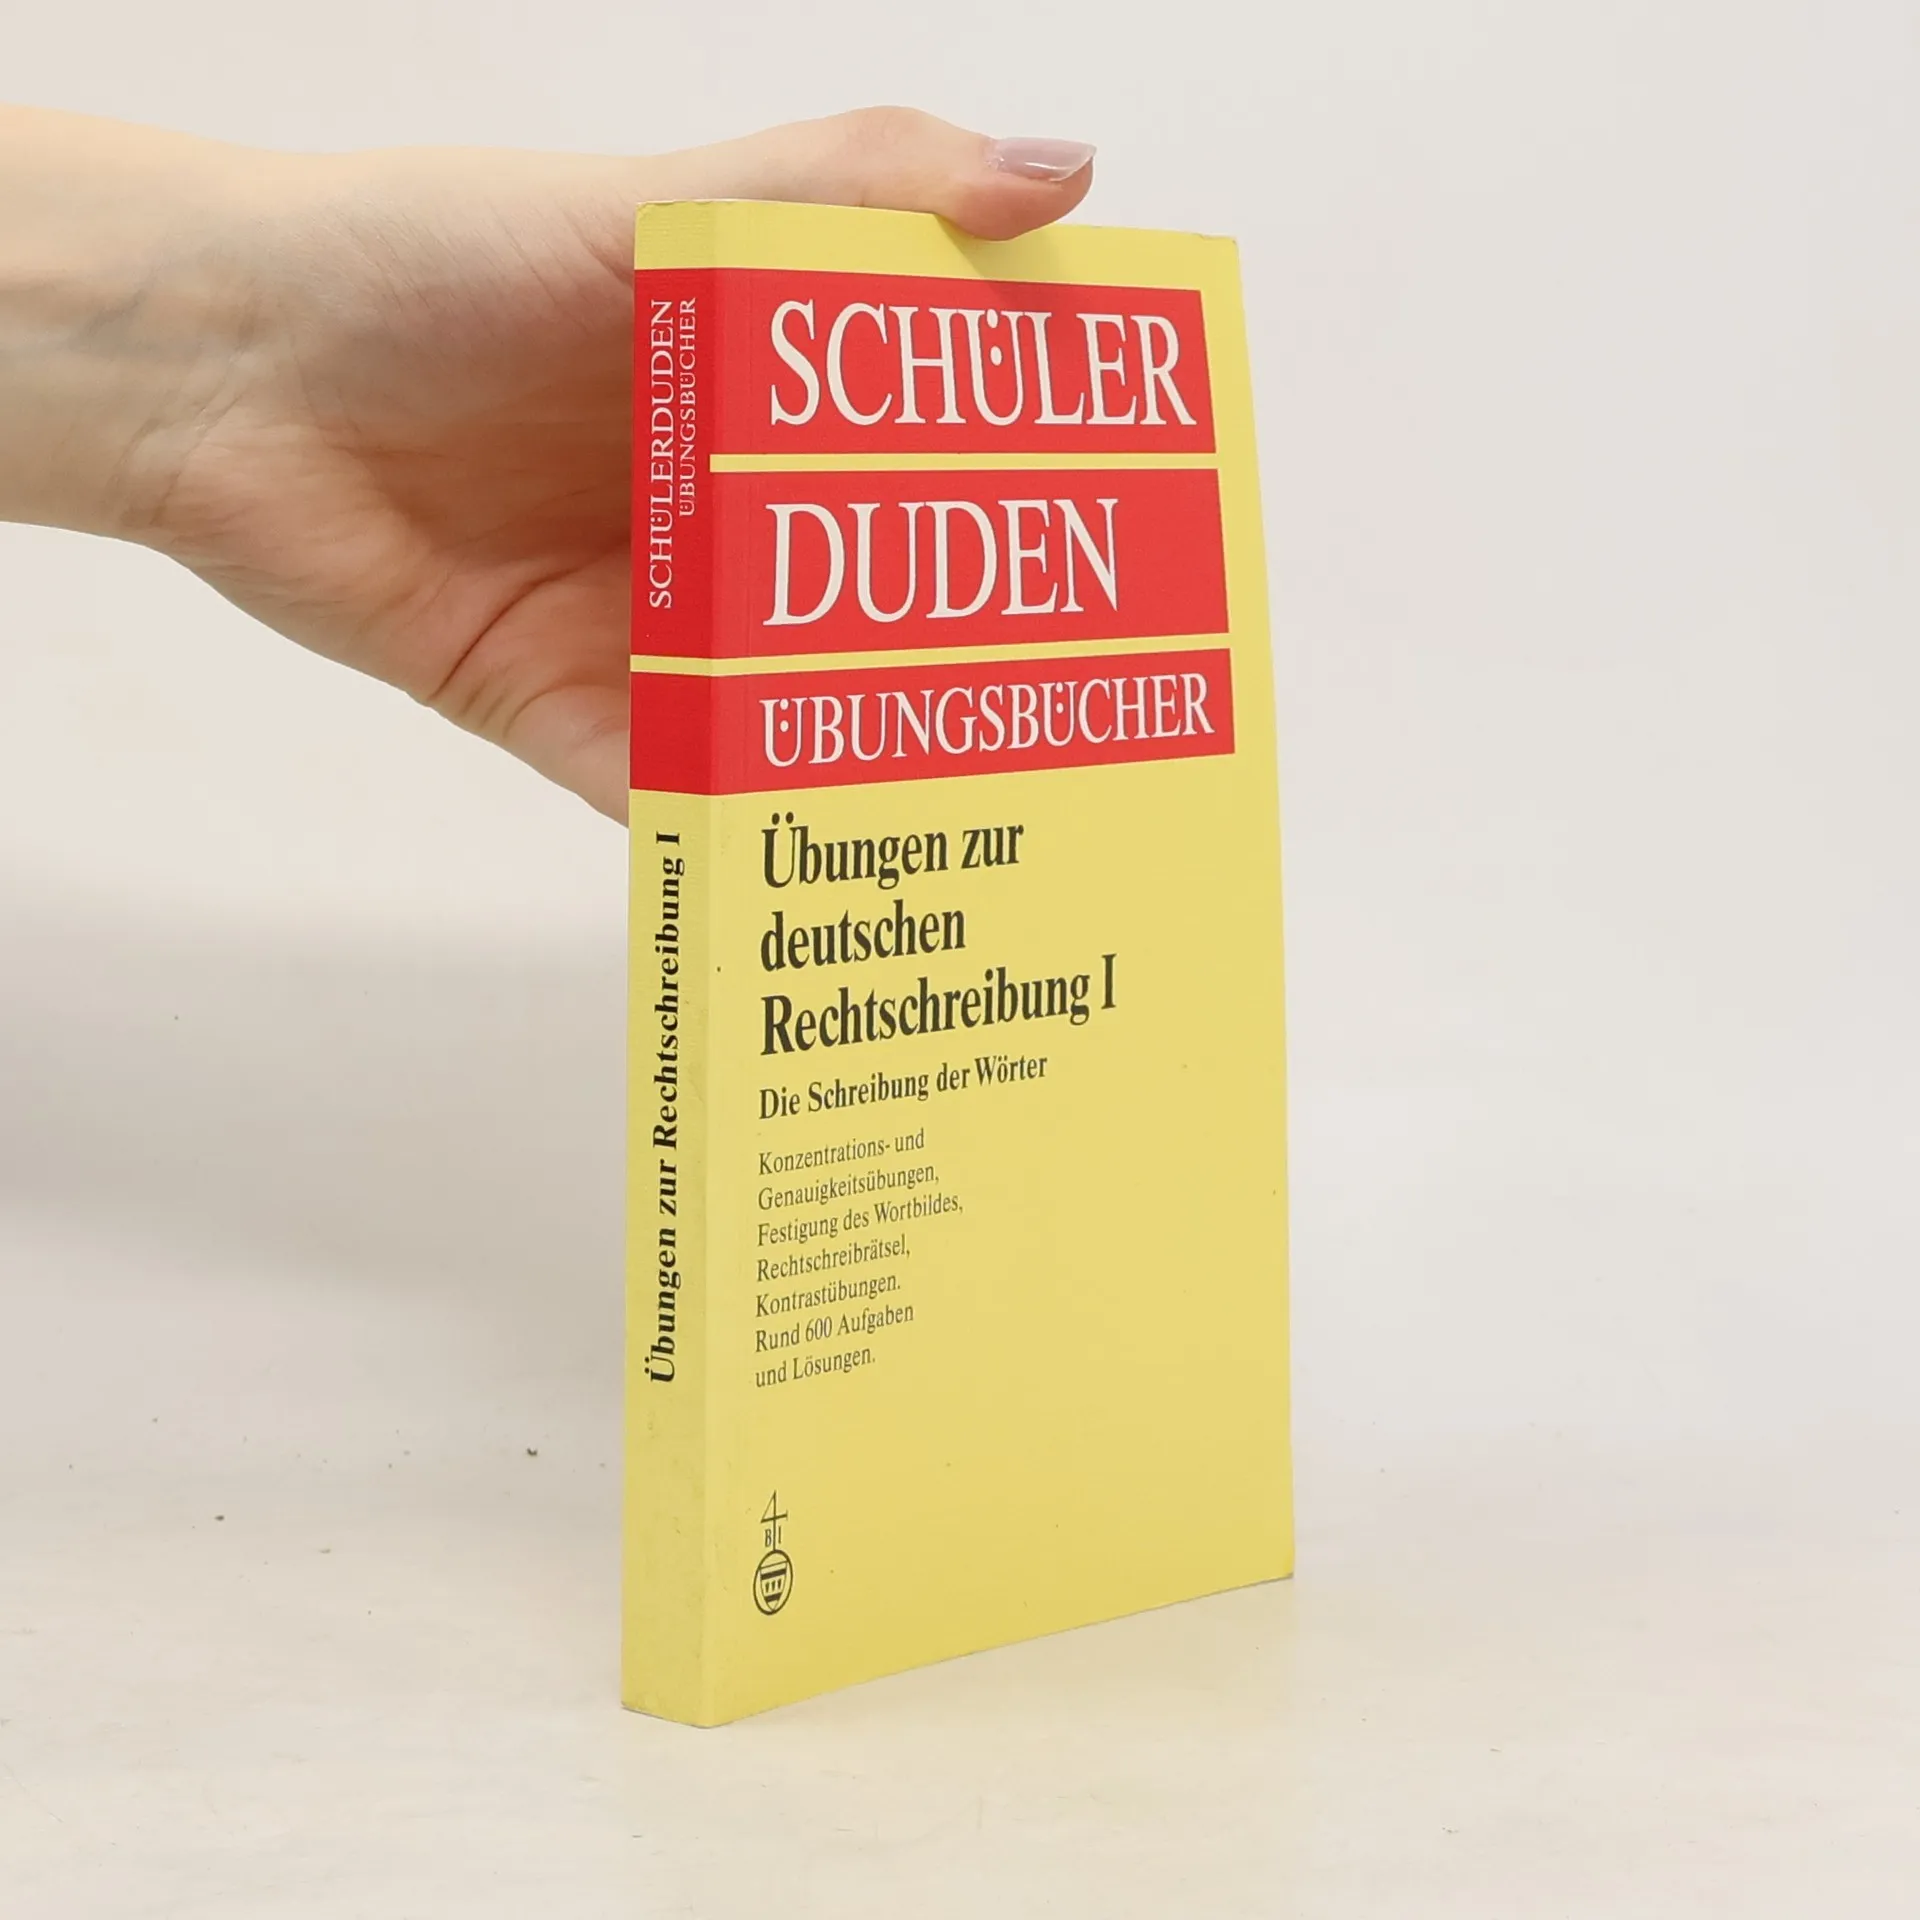 SCHÜLERDUDEN
ÜBUNGSBÜCHER
Übungen zur Rechtschreibung I
SCHÜLER
DUDEN
ÜBUNGSBÜCHER
Übungen zur
deutschen
Rechtschreibung I
Die Schreibung der Wörter
Konzentrations- und
Genauigkeitsübungen,
Festigung des Wortbildes,
Rechtschreibrätsel,
Kontrastübungen.
Rund 600 Aufgaben
und Lösungen.
B I